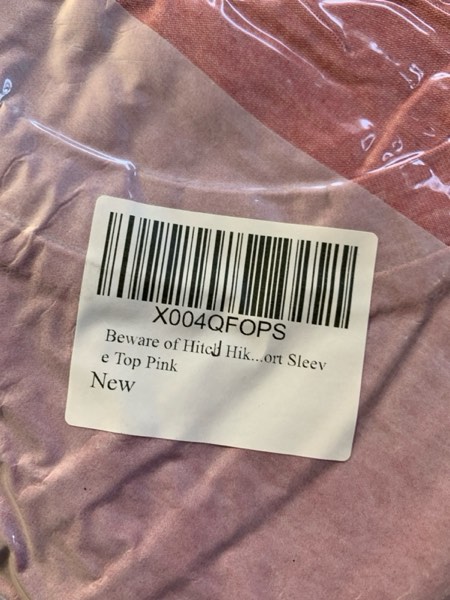 X004QFOPS
Beware of Hitch Hik...ort Sleev
e Top Pink
New